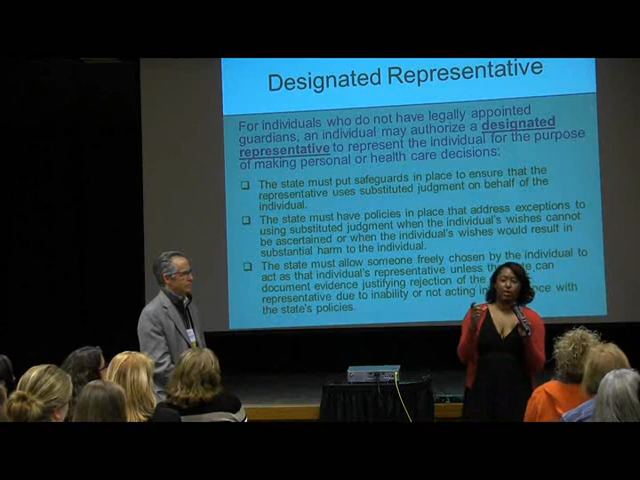 Designated Representative
For individuals who do not have legally appointed
guardians, an individual may authorize a designated
representative to represent the individual for the purpose
of making personal or health care decisions:
❑ The state must put safeguards in place to ensure that the
representative uses substituted judgment on behalf of the
individual.
❑ The state must have policies in place that address exceptions to
using substituted judgment when the individual's wishes cannot
be ascertained or when the individual's wishes would result in
substantial harm to the individual.
❑ The state must allow someone freely chosen by the individual to
act as that individual's representative unless the state can
document evidence justifying rejection of the
representative due to inability or not acting in with
the state's policies.